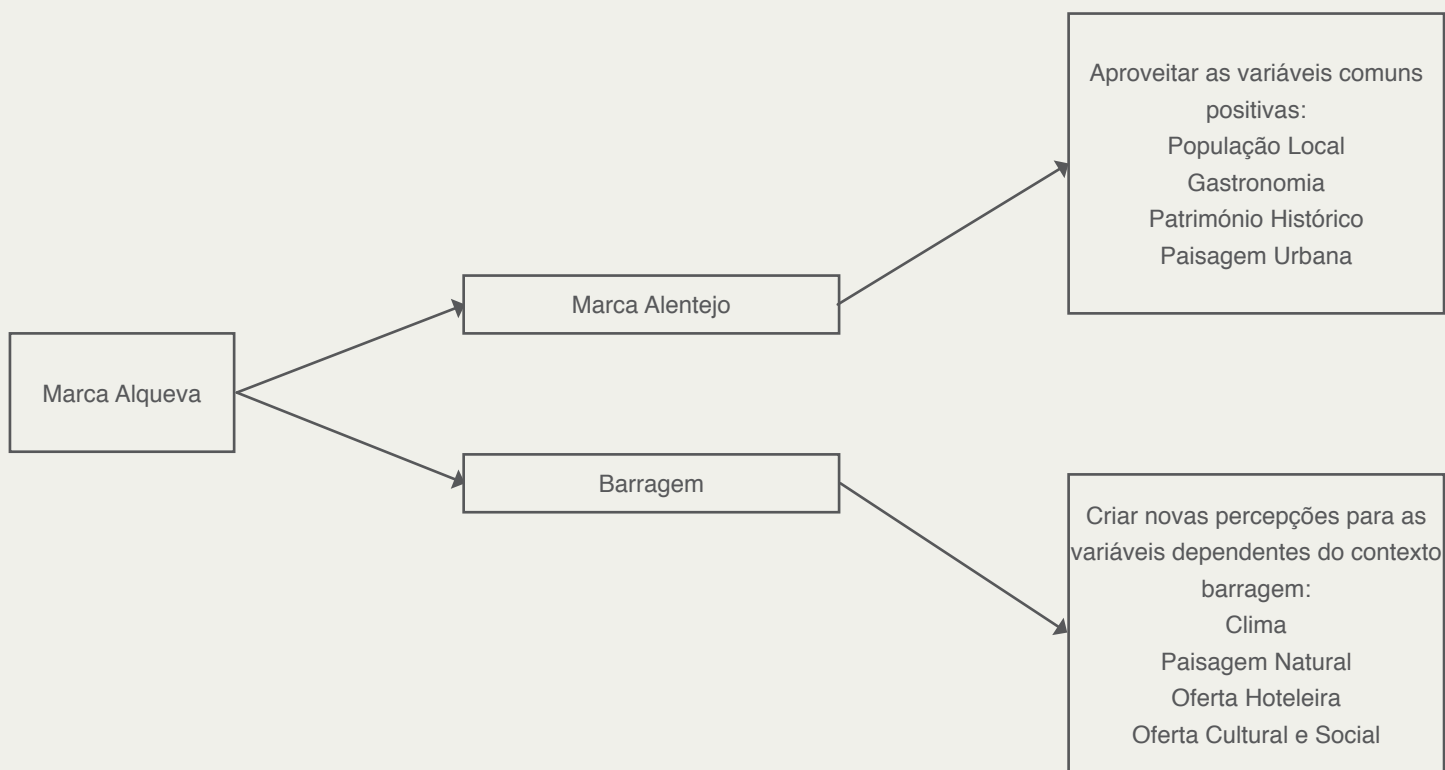 Marca Alqueva
Marca Alentejo
Barragem
Aproveitar as variáveis comuns
positivas:
População Local
Gastronomia
Património Histórico
Paisagem Urbana
Criar novas percepções para as
variáveis dependentes do contexto
barragem:
Clima
Paisagem Natural
Oferta Hoteleira
Oferta Cultural e Social